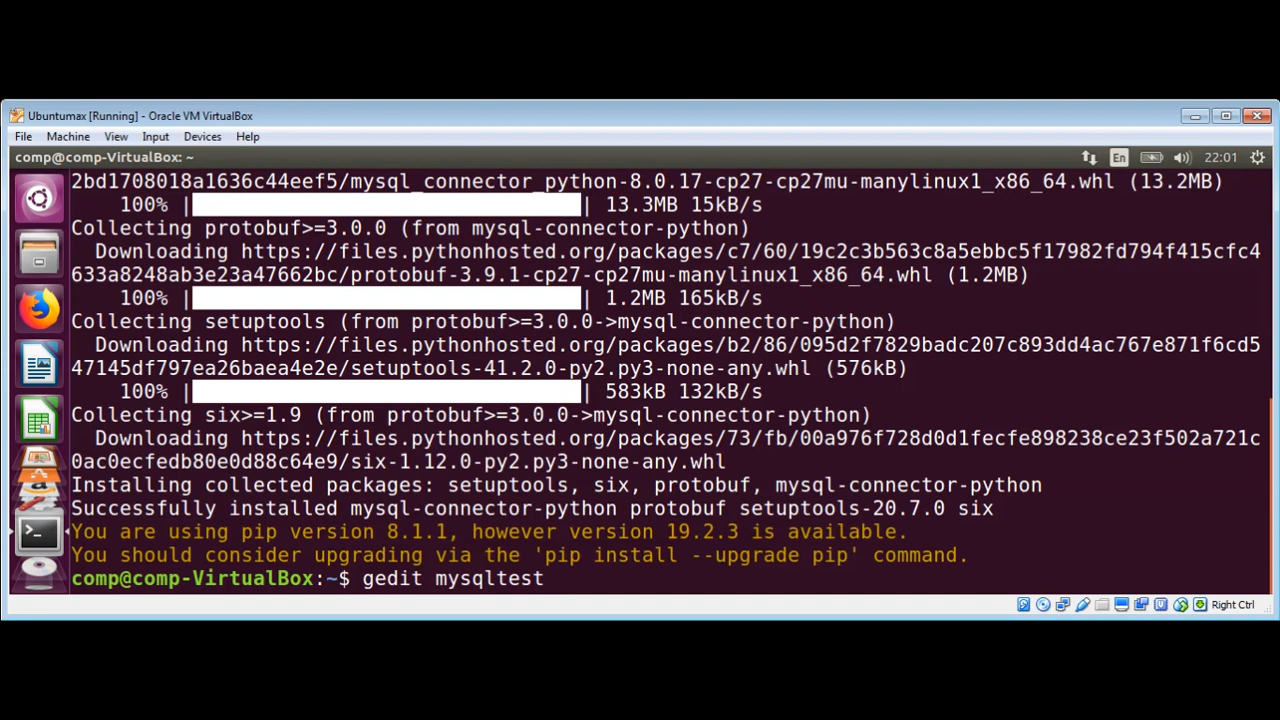 Ubuntumax [Running] - Oracle VM VirtualBox
File Machine View Input Devices Help
comp@comp-VirtualBox: ~ En 22:01
2bd1708018a1636c44eef5/mysql_connector_python-8.0.17-cp27-cp27mu-manylinux1_x86_64.whl (13.2MB)
100% | | 13.3MB 15kB/s
Collecting protobuf>=3.0.0 (from mysql-connector-python)
Downloading https://files.pythonhosted.org/packages/c7/60/19c2c3b563c8a5ebbc5f17982fd794f415cfc4
633a8248ab3e23a47662bc/protobuf-3.9.1-cp27-cp27mu-manylinux1_x86_64.whl (1.2MB)
100% | | 1.2MB 165kB/s
Collecting setuptools (from protobuf>=3.0.0->mysql-connector-python)
Downloading https://files.pythonhosted.org/packages/b2/86/095d2f7829badc207c893dd4ac767e871f6cd5
47145df797ea26baea4e2e/setuptools-41.2.0-py2.py3-none-any.whl (576kB)
100% | | 583kB 132kB/s
Collecting six>=1.9 (from protobuf>=3.0.0->mysql-connector-python)
Downloading https://files.pythonhosted.org/packages/73/fb/00a976f728d0d1fecfe898238ce23f502a721c
0ac0ecfedb80e0d88c64e9/six-1.12.0-py2.py3-none-any.whl
Installing collected packages: setuptools, six, protobuf, mysql-connector-python
Successfully installed mysql-connector-python protobuf setuptools-20.7.0 six
You are using pip version 8.1.1, however version 19.2.3 is available.
You should consider upgrading via the 'pip install --upgrade pip' command.
comp@comp-VirtualBox:~$ gedit mysqltest
Right Ctrl